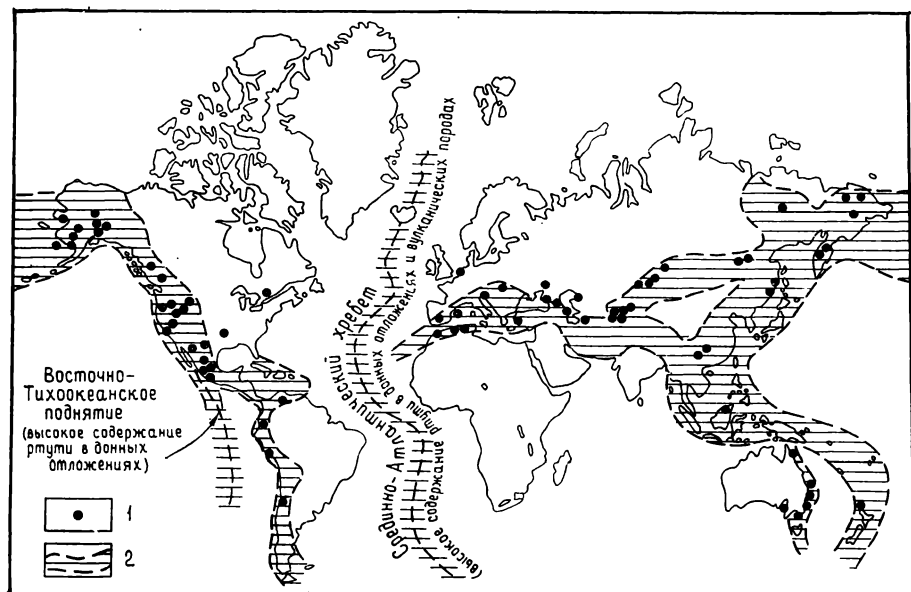 Восточно-
Тихоокеанское
поднятие
(высокое содержание
ртути в донных
отложениях)
1
2
Срединно-Атлантический хребет
(высокое содержание ртути в донных отложениях и вулканических породах